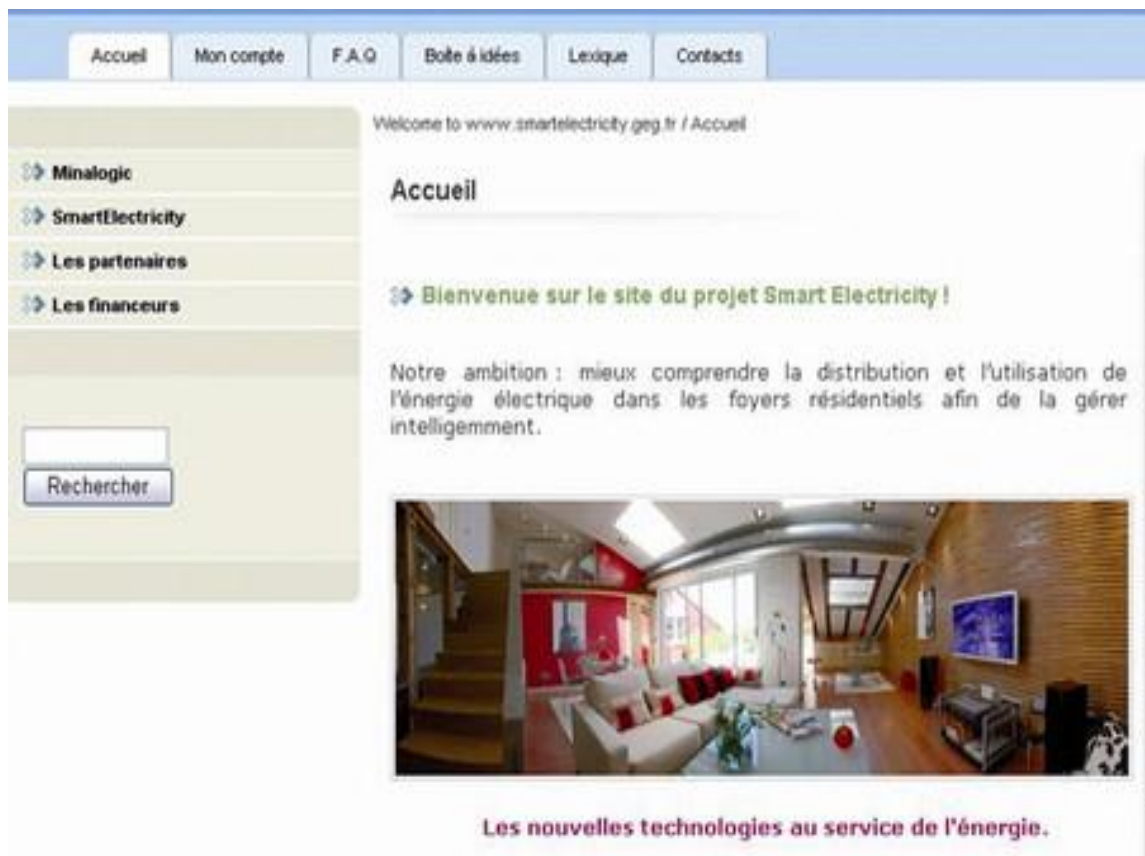 Accueil
Mon compte
F.A.Q
Boîte à idées
Lexique
Contacts
Minalogic
SmartElectricity
Les partenaires
Les financeurs
Rechercher
Welcome to www.smartelectricity.geg.fr / Accueil
Accueil
Bienvenue sur le site du projet Smart Electricity !
Notre ambition : mieux comprendre la distribution et l'utilisation de
l'énergie électrique dans les foyers résidentiels afin de la gérer
intelligemment.
Les nouvelles technologies au service de l'énergie.